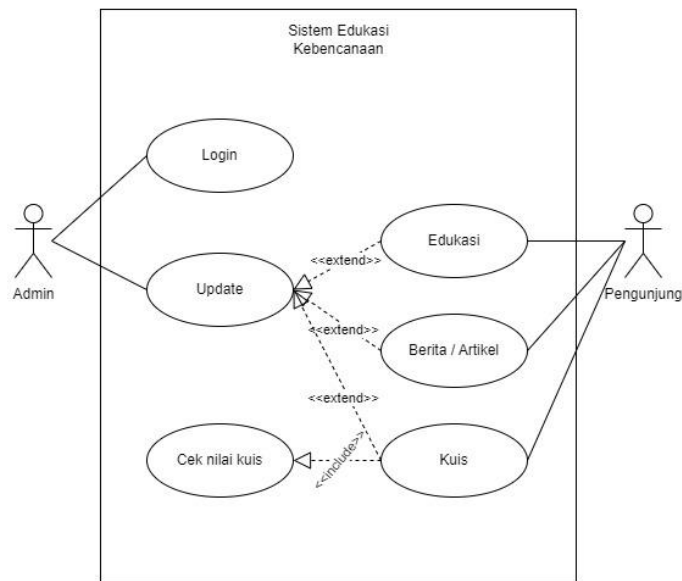 Sistem Edukasi
Kebencanaan
Login
Admin
Update
<<extend>>
Edukasi
Pengunjung
<<extend>>
Berita / Artikel
<<extend>>
Cek nilai kuis
<<include>>
Kuis